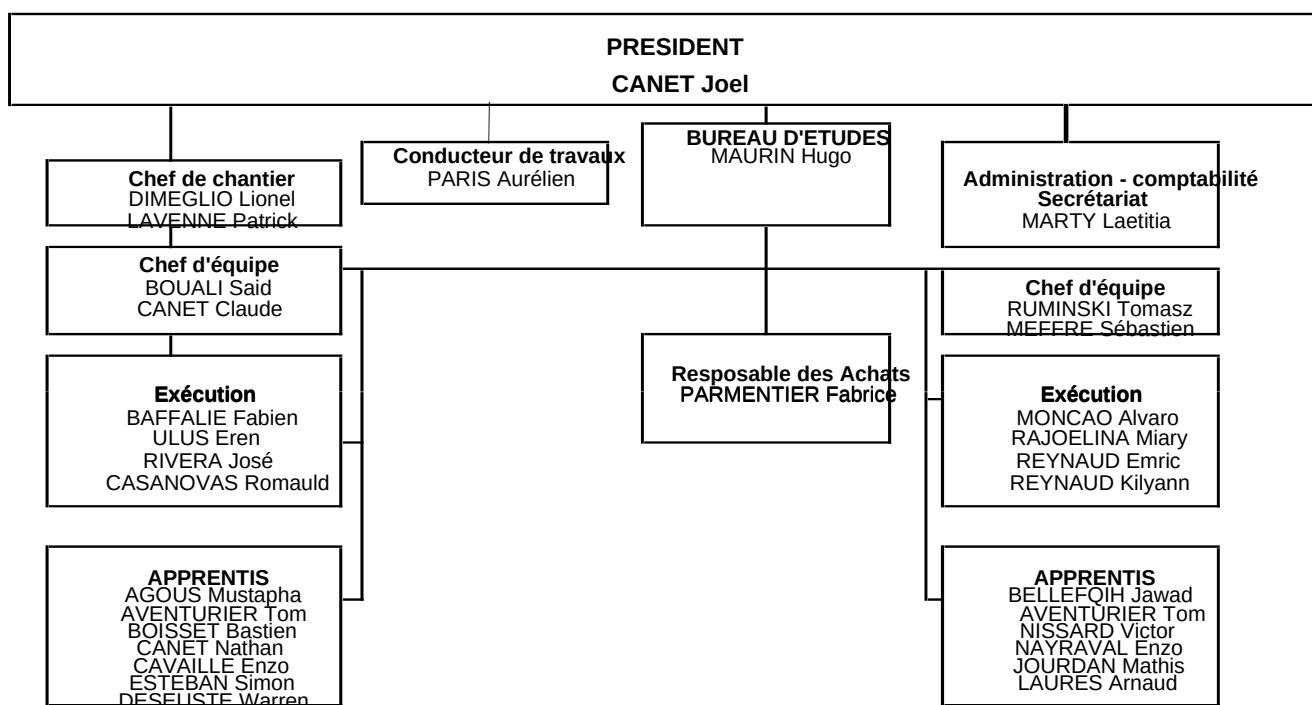 PRESIDENT
CANET Joel
Chef de chantier
DIMEGLIO Lionel
LAVENNE Patrick
Conducteur de travaux
PARIS Aurélien
BUREAU D'ETUDES
MAURIN Hugo
Administration - comptabilité
Secrétariat
MARTY Laetitia
Chef d'équipe
BOUALI Said
CANET Claude
Chef d'équipe
RUMINSKI Tomasz
MEFFRE Sébastien
Exécution
BAFFALIE Fabien
ULUS Eren
RIVERA José
CASANOVAS Romauld
Resposable des Achats
PARMENTIER Fabrice
Exécution
MONCAO Alvaro
RAJOELINA Miary
REYNAUD Emric
REYNAUD Kilyann
APPRENTIS
AGOUS Mustapha
AVENTURIER Tom
BOISSET Bastien
CANET Nathan
CAVAILLE Enzo
ESTEBAN Simon
DESEUSTE Warren
APPRENTIS
BELLEFQIH Jawad
AVENTURIER Tom
NISSARD Victor
NAYRAVAL Enzo
JOURDAN Mathis
LAURES Arnaud